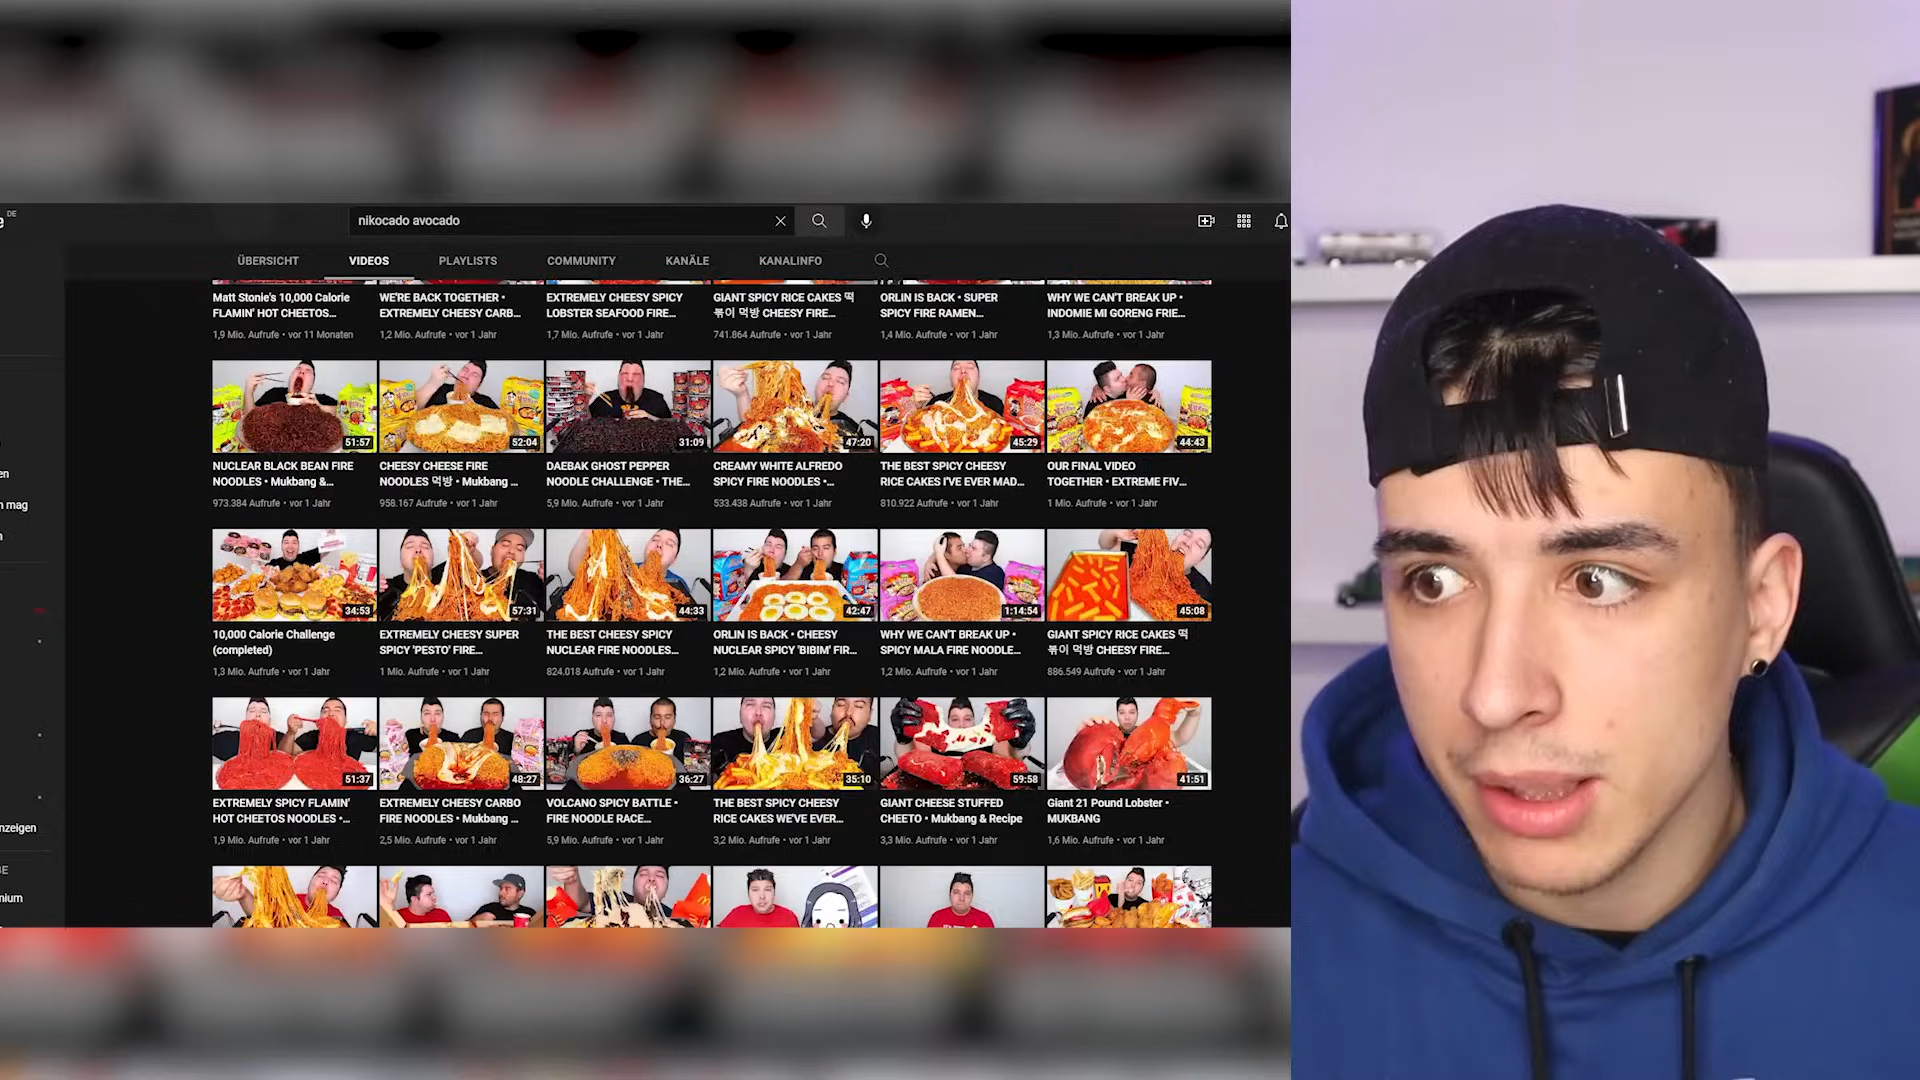 DE
e
nikocado avocado
ÜBERSICHT
VIDEOS
PLAYLISTS
COMMUNITY
KANÄLE
KANALINFO
Matt Stonie's 10,000 Calorie
FLAMIN' HOT CHEETOS...
1,9 Mio. Aufrufe • vor 11 Monaten
WE'RE BACK TOGETHER •
EXTREMELY CHEESY CARB...
1,2 Mio. Aufrufe • vor 1 Jahr
EXTREMELY CHEESY SPICY
LOBSTER SEAFOOD FIRE...
1,7 Mio. Aufrufe • vor 1 Jahr
GIANT SPICY RICE CAKES 떡
볶이 먹방 CHEESY FIRE...
741.864 Aufrufe • vor 1 Jahr
ORLIN IS BACK • SUPER
SPICY FIRE RAMEN...
1,4 Mio. Aufrufe • vor 1 Jahr
WHY WE CAN'T BREAK UP •
INDOMIE MI GORENG FRIE...
1,3 Mio. Aufrufe • vor 1 Jahr
51:57
NUCLEAR BLACK BEAN FIRE
NOODLES • Mukbang &...
973.384 Aufrufe • vor 1 Jahr
52:04
CHEESY CHEESE FIRE
NOODLES 먹방 • Mukbang ...
958.167 Aufrufe • vor 1 Jahr
31:09
DAEBAK GHOST PEPPER
NOODLE CHALLENGE • THE...
5,9 Mio. Aufrufe • vor 1 Jahr
47:20
CREAMY WHITE ALFREDO
SPICY FIRE NOODLES •...
533.438 Aufrufe • vor 1 Jahr
45:29
THE BEST SPICY CHEESY
RICE CAKES I'VE EVER MAD...
810.922 Aufrufe • vor 1 Jahr
44:43
OUR FINAL VIDEO
TOGETHER • EXTREME FIV...
1 Mio. Aufrufe • vor 1 Jahr
en
n mag
n
34:53
10,000 Calorie Challenge
(completed)
1,3 Mio. Aufrufe • vor 1 Jahr
57:31
EXTREMELY CHEESY SUPER
SPICY 'PESTO' FIRE...
1 Mio. Aufrufe • vor 1 Jahr
44:33
THE BEST CHEESY SPICY
NUCLEAR FIRE NOODLES...
824.018 Aufrufe • vor 1 Jahr
42:47
ORLIN IS BACK • CHEESY
NUCLEAR SPICY 'BIBIM' FIR...
1,2 Mio. Aufrufe • vor 1 Jahr
1:14:54
WHY WE CAN'T BREAK UP •
SPICY MALA FIRE NOODLE...
1,2 Mio. Aufrufe • vor 1 Jahr
45:08
GIANT SPICY RICE CAKES 떡
볶이 먹방 CHEESY FIRE...
886.549 Aufrufe • vor 1 Jahr
51:37
EXTREMELY SPICY FLAMIN'
HOT CHEETOS NOODLES •...
1,9 Mio. Aufrufe • vor 1 Jahr
48:27
EXTREMELY CHEESY CARBO
FIRE NOODLES • Mukbang ...
2,5 Mio. Aufrufe • vor 1 Jahr
36:27
VOLCANO SPICY BATTLE •
FIRE NOODLE RACE...
5,9 Mio. Aufrufe • vor 1 Jahr
35:10
THE BEST SPICY CHEESY
RICE CAKES WE'VE EVER...
3,2 Mio. Aufrufe • vor 1 Jahr
59:58
GIANT CHEESE STUFFED
CHEETO • Mukbang & Recipe
3,3 Mio. Aufrufe • vor 1 Jahr
41:51
Giant 21 Pound Lobster •
MUKBANG
1,6 Mio. Aufrufe • vor 1 Jahr
nzeigen
BE
nium